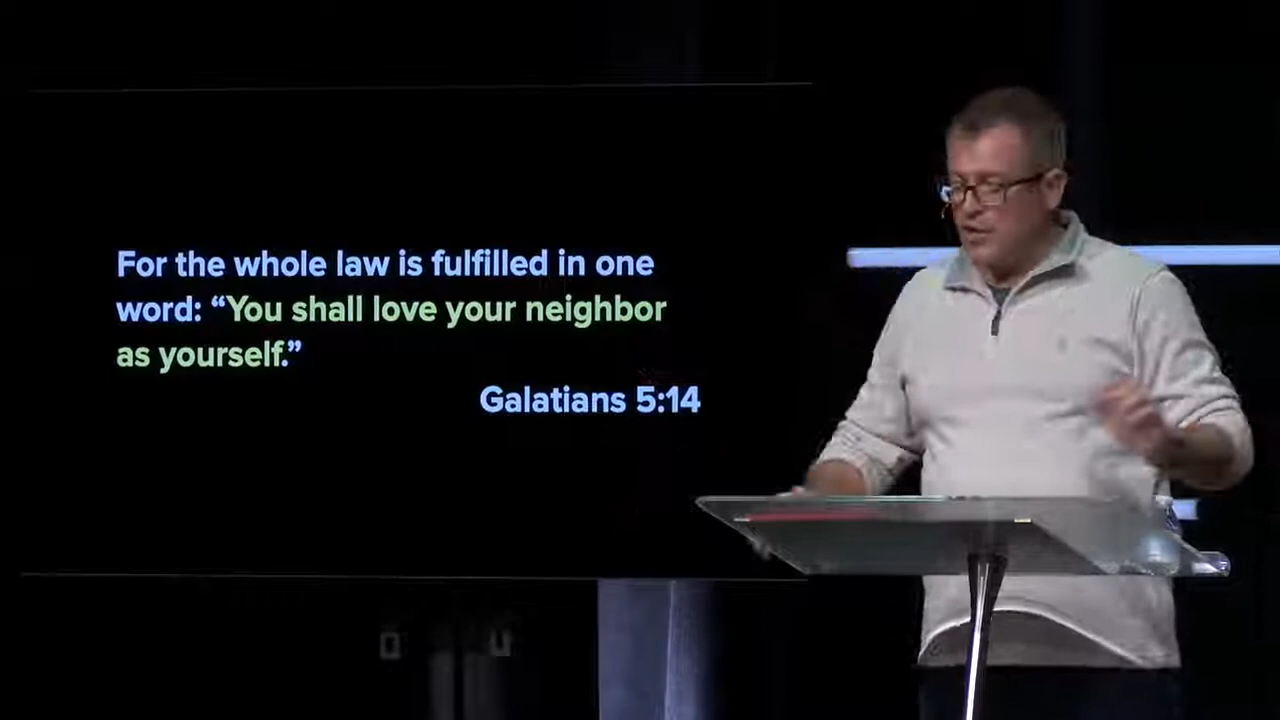 For the whole law is fulfilled in one
word: “You shall love your neighbor
as yourself.”
Galatians 5:14